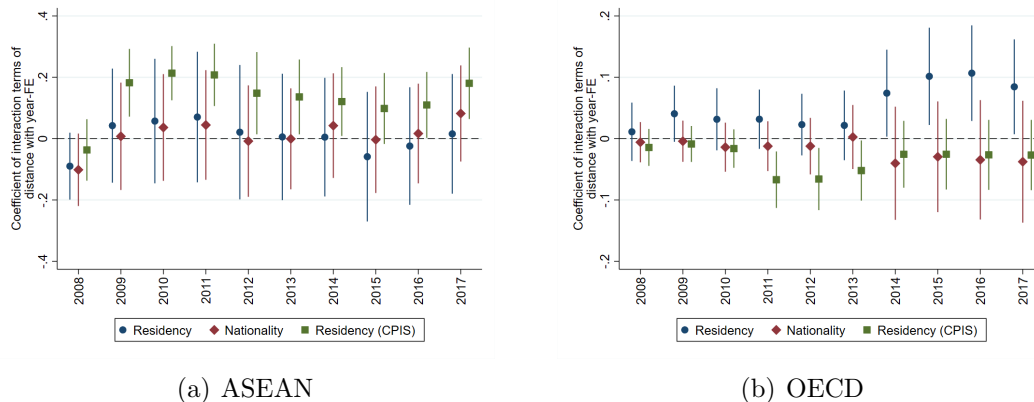 Coefficient of interaction terms of
distance with year-FE
.4
.2
0
-.2
-.4
2008
2009
2010
2011
2012
2013
2014
2015
2016
2017
Residency
Nationality
Residency (CPIS)
(a) ASEAN
Coefficient of interaction terms of
distance with year-FE
.2
.1
0
-.1
-.2
2008
2009
2010
2011
2012
2013
2014
2015
2016
2017
Residency
Nationality
Residency (CPIS)
(b) OECD